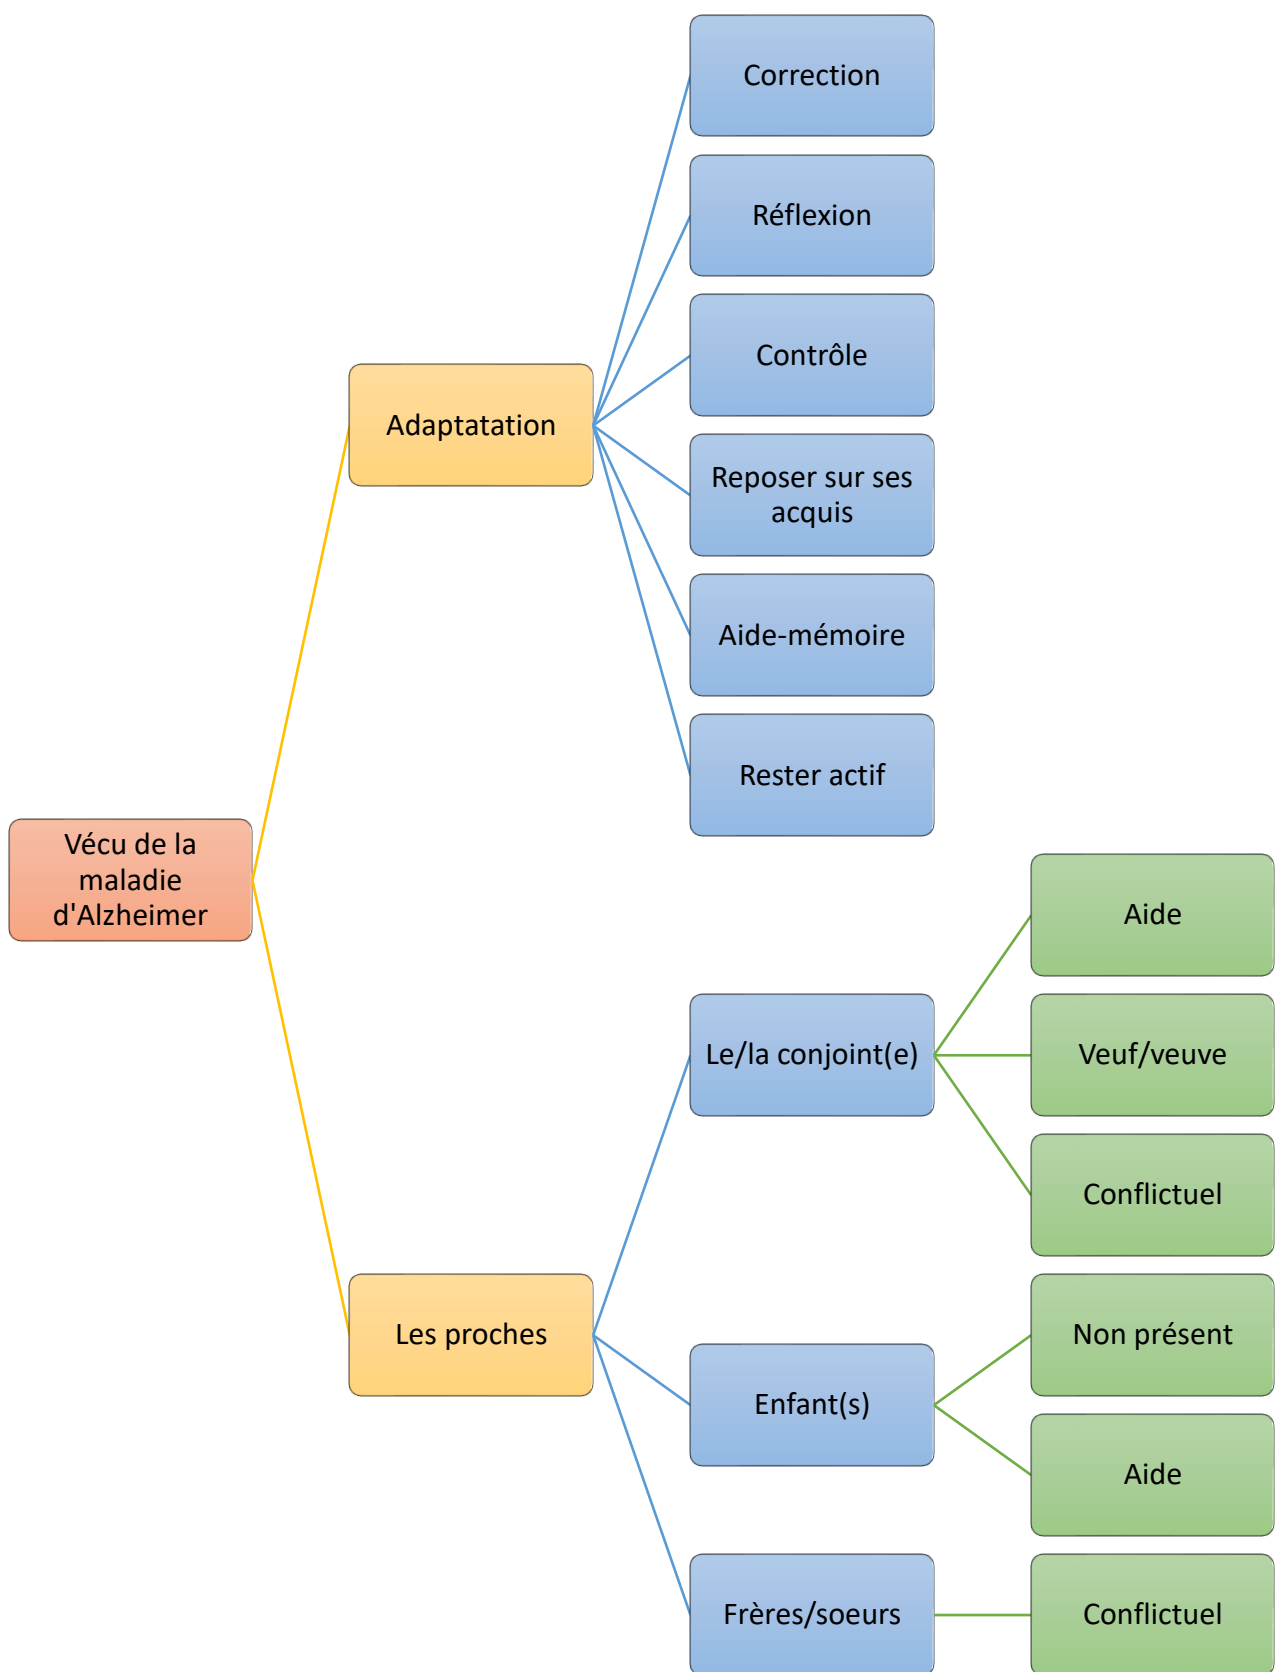 Vécu de la
maladie
d'Alzheimer
Adaptatation
Correction
Réflexion
Contrôle
Reposer sur ses
acquis
Aide-mémoire
Rester actif
Les proches
Le/la conjoint(e)
Aide
Veuf/veuve
Conflictuel
Enfant(s)
Non présent
Aide
Frères/soeurs
Conflictuel